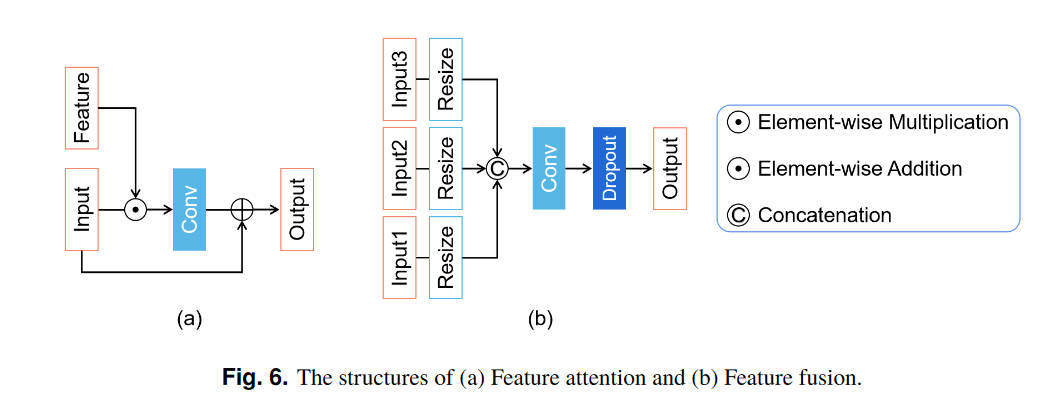 Feature
Input
Conv
Output
(a)
Input3
Resize
Input2
Resize
Input1
Resize
C
Conv
Dropout
Output
(b)
Element-wise Multiplication
Element-wise Addition
C Concatenation
Fig. 6. The structures of (a) Feature attention and (b) Feature fusion.